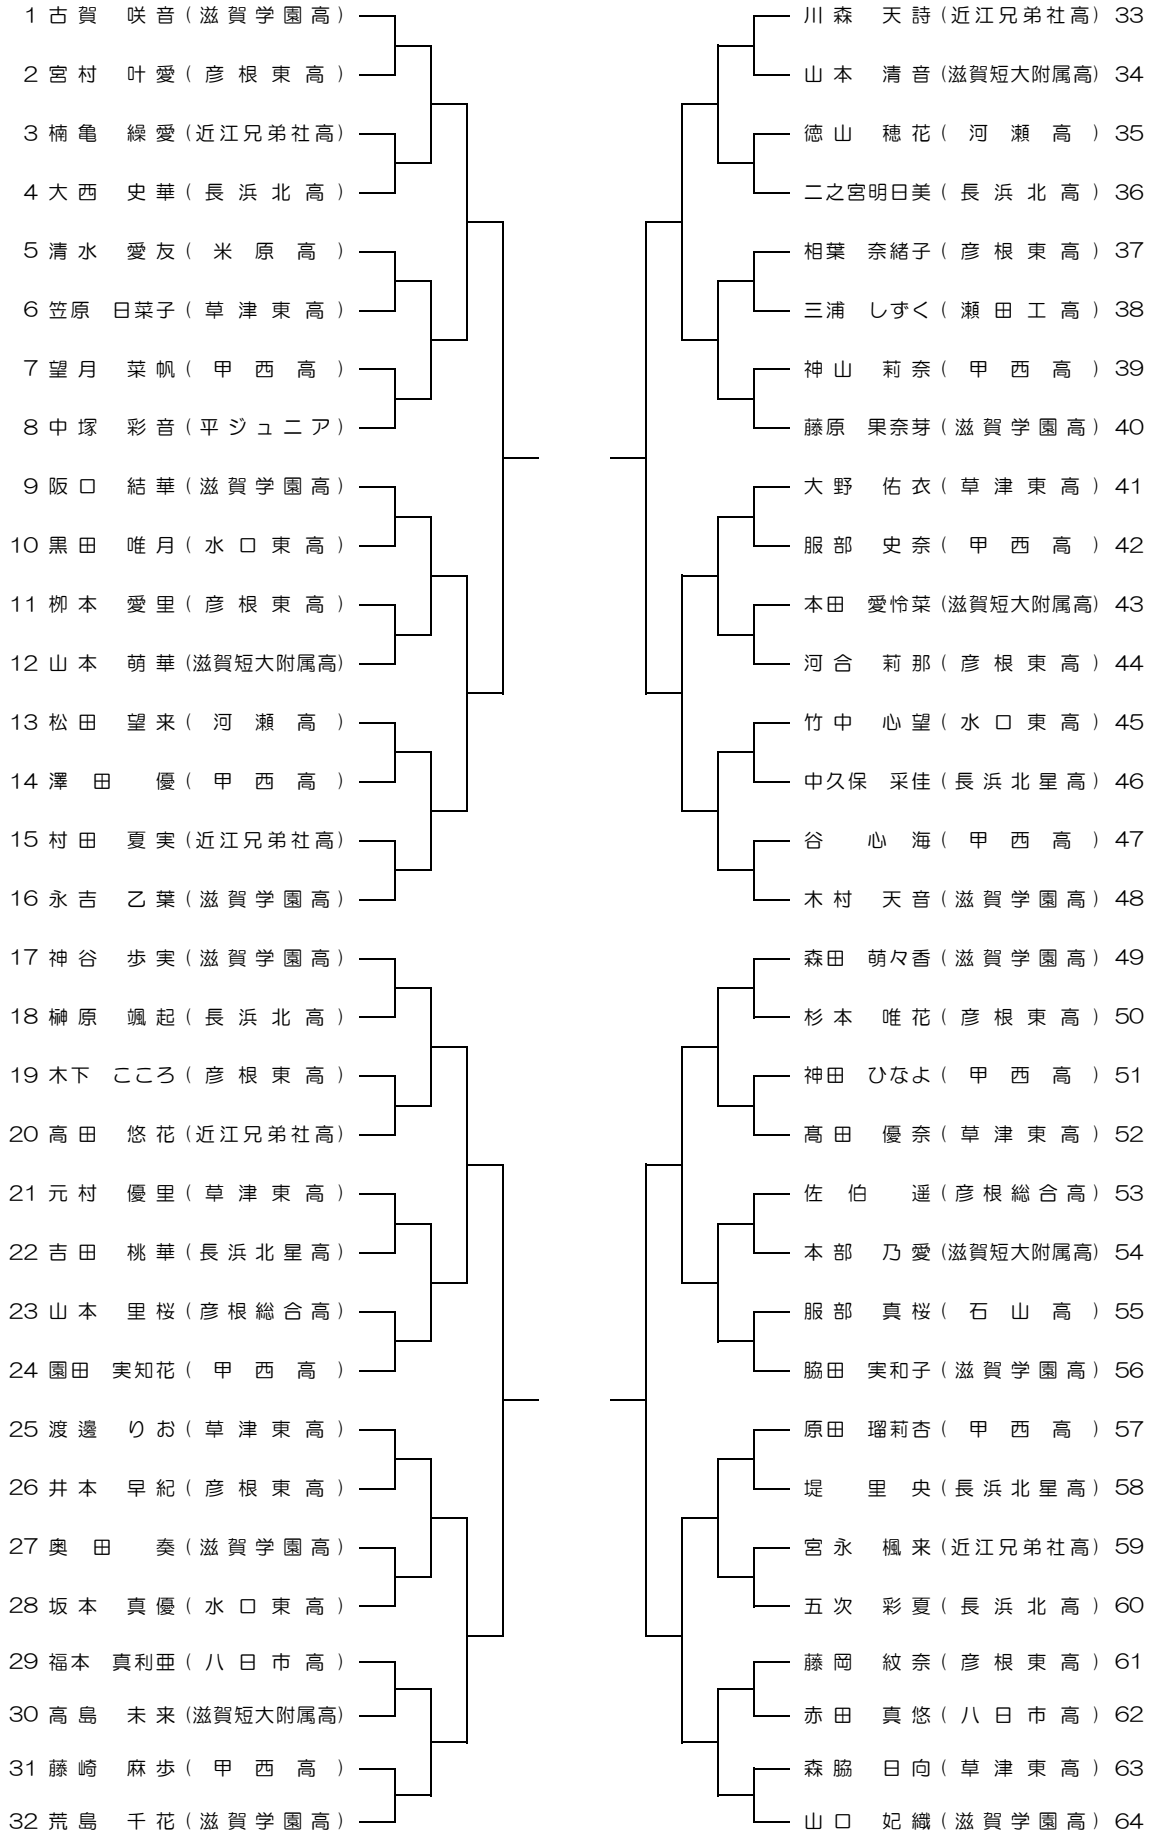 1 古賀 咲音 (滋賀学園高)
2 宮村 叶愛 (彦根東高)
3 楠亀 繰愛 (近江兄弟社高)
4 大西 史華 (長浜北高)
5 清水 愛友 (米原高)
6 笠原 日菜子 (草津東高)
7 望月 菜帆 (甲西高)
8 中塚 彩音 (平ジュニア)
9 阪口 結華 (滋賀学園高)
10 黒田 唯月 (水口東高)
11 栁本 愛里 (彦根東高)
12 山本 萌華 (滋賀短大附属高)
13 松田 望来 (河瀬高)
14 澤田 優 (甲西高)
15 村田 夏実 (近江兄弟社高)
16 永吉 乙葉 (滋賀学園高)
17 神谷 歩実 (滋賀学園高)
18 榊原 颯起 (長浜北高)
19 木下 こころ (彦根東高)
20 高田 悠花 (近江兄弟社高)
21 元村 優里 (草津東高)
22 吉田 桃華 (長浜北星高)
23 山本 里桜 (彦根総合高)
24 園田 実知花 (甲西高)
25 渡邊 りお (草津東高)
26 井本 早紀 (彦根東高)
27 奥田 奏 (滋賀学園高)
28 坂本 真優 (水口東高)
29 福本 真利亜 (八日市高)
30 高島 未来 (滋賀短大附属高)
31 藤崎 麻歩 (甲西高)
32 荒島 千花 (滋賀学園高)
川森 天詩 (近江兄弟社高) 33
山本 清音 (滋賀短大附属高) 34
徳山 穂花 (河瀬高) 35
二之宮明日美 (長浜北高) 36
相葉 奈緒子 (彦根東高) 37
三浦 しずく (瀬田工高) 38
神山 莉奈 (甲西高) 39
藤原 果奈芽 (滋賀学園高) 40
大野 佑衣 (草津東高) 41
服部 史奈 (甲西高) 42
本田 愛怜菜 (滋賀短大附属高) 43
河合 莉那 (彦根東高) 44
竹中 心望 (水口東高) 45
中久保 采佳 (長浜北星高) 46
谷 心海 (甲西高) 47
木村 天音 (滋賀学園高) 48
森田 萌々香 (滋賀学園高) 49
杉本 唯花 (彦根東高) 50
神田 ひなよ (甲西高) 51
髙田 優奈 (草津東高) 52
佐伯 遥 (彦根総合高) 53
本部 乃愛 (滋賀短大附属高) 54
服部 真桜 (石山高) 55
脇田 実和子 (滋賀学園高) 56
原田 瑠莉杏 (甲西高) 57
堤 里央 (長浜北星高) 58
宮永 楓来 (近江兄弟社高) 59
五次 彩夏 (長浜北高) 60
藤岡 紋奈 (彦根東高) 61
赤田 真悠 (八日市高) 62
森脇 日向 (草津東高) 63
山口 妃織 (滋賀学園高) 64